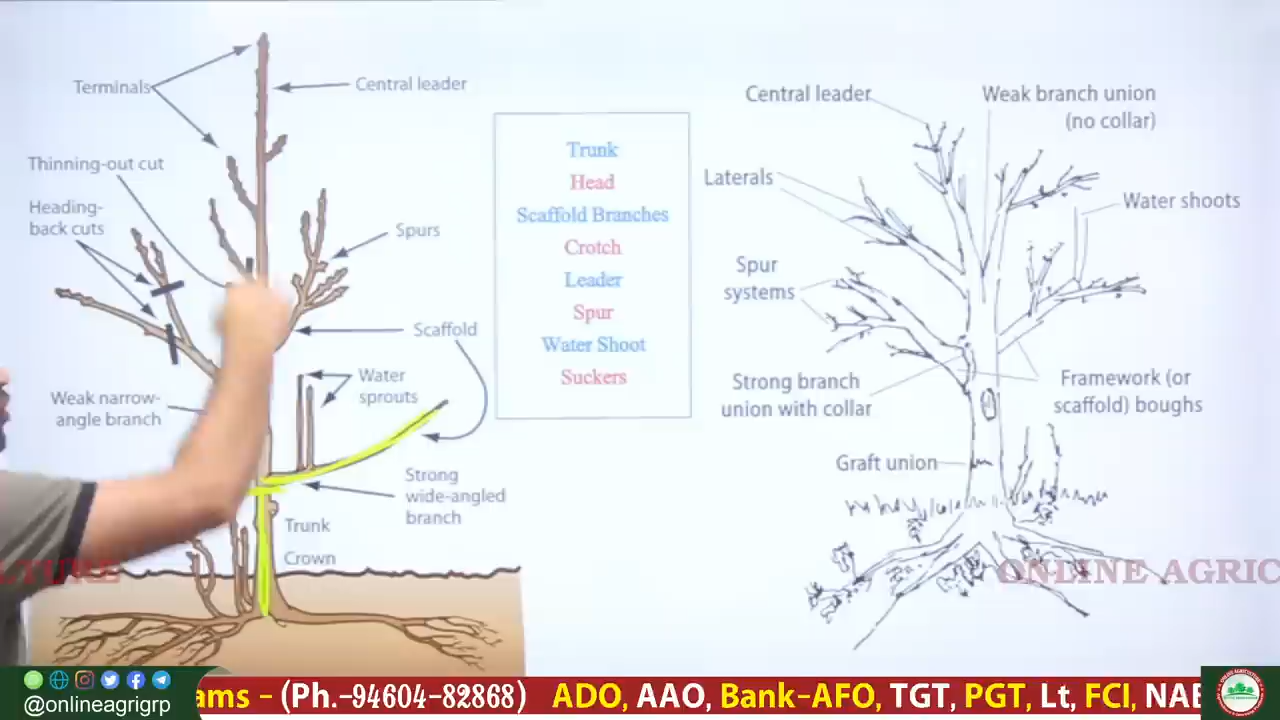 Terminals
Central leader
Thinning-out cut
Heading-
back cuts
Spurs
Scaffold
Water
sprouts
Weak narrow-
angle branch
Strong
wide-angled
branch
Trunk
Crown
Trunk
Head
Scaffold Branches
Crotch
Leader
Spur
Water Shoot
Suckers
Central leader
Weak branch union
(no collar)
Laterals
Water shoots
Spur
systems
Strong branch
union with collar
Framework (or
scaffold) boughs
Graft union
LTURE
ONLINE AGRIC
@onlineagrigrp
ams - (Ph.-94604-82868) ADO, AAO, Bank-AFO, TGT, PGT, Lt, FCI, NAB